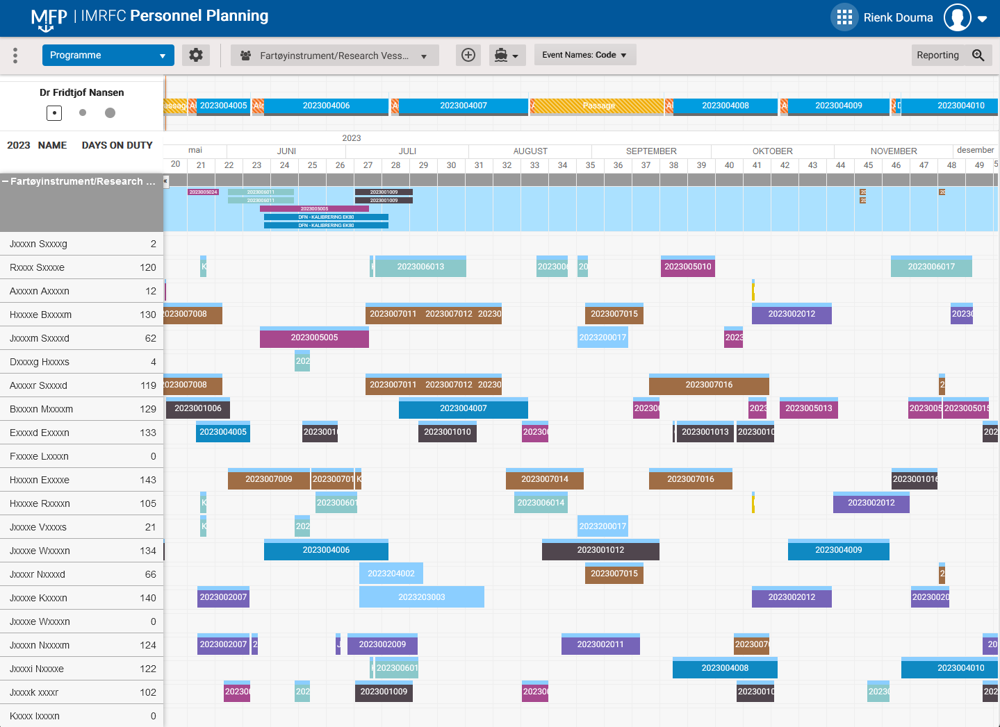 MFP | IMRFC Personnel Planning
Rienk Douma
Programme
Fartøyinstrument/Research Vess...
Event Names: Code
Reporting
Dr Fridtjof Nansen
assag Al 2023004005 Alo 2023004006 A 2023004007 Passage Al 2023004008 A 2023004009 D 2023004010
2023
2023 NAME DAYS ON DUTY
mai JUNI JULI AUGUST SEPTEMBER OKTOBER NOVEMBER desember
20 21 22 23 24 25 26 27 28 29 30 31 32 33 34 35 36 37 38 39 40 41 42 43 44 45 46 47 48 49 5
Fartøyinstrument/Research ... «
2023005024 2023006011 2023001009 20 20
2023006011 2023001009 20
2023005005
DFN - KALIBRERING EK80
DFN - KALIBRERING EK80
Jxxxxn Sxxxxg 2
Rxxxx Sxxxxe 120 K 2023006013 2023006 20 2023005010 2023006017
Axxxxn Axxxxn 12
Hxxxxe Bxxxxm 130 2023007008 2023007011 2023007012 20230 2023007015 2023002012 20230
Jxxxxm Sxxxxd 62 2023005005 2023200017 2023
Dxxxxg Hxxxxs 4 202
Axxxxr Sxxxxd 119 2023007008 2023007011 2023007012 20230 2023007016 2
Bxxxxn Mxxxxm 129 2023001006 2023004007 20230 2023 2023005013 2023005 2023005015
Exxxxd Exxxxn 133 2023004005 2023001 2023001010 20230 2023001013 20230010 202
Fxxxxe Lxxxxn 0
Hxxxxn Exxxxe 143 2023007009 202300701 K 2023007014 2023007016 2023001016
Hxxxxe Rxxxxn 105 K 202300601 2023006014 2023002012
Jxxxxe Vxxxxs 21 K 202 2023200017
Jxxxxe Wxxxxn 134 2023004006 2023001012 2023004009
Jxxxxr Nxxxxd 66 2023204002 2023007015 2
Jxxxxe Kxxxxn 140 2023002007 2023203003 2023002012 20230020
Jxxxxe Wxxxxn 0
Jxxxxn Nxxxxm 124 2023002007 2 J 2023002009 2023002011 2023007 20
Jxxxxi Nxxxxe 122 202300601 2023004008 2023004010
Jxxxxk xxxxr 102 20230 202 2023001009 20230 20230010 20230 202
Kxxxx lxxxxn 0